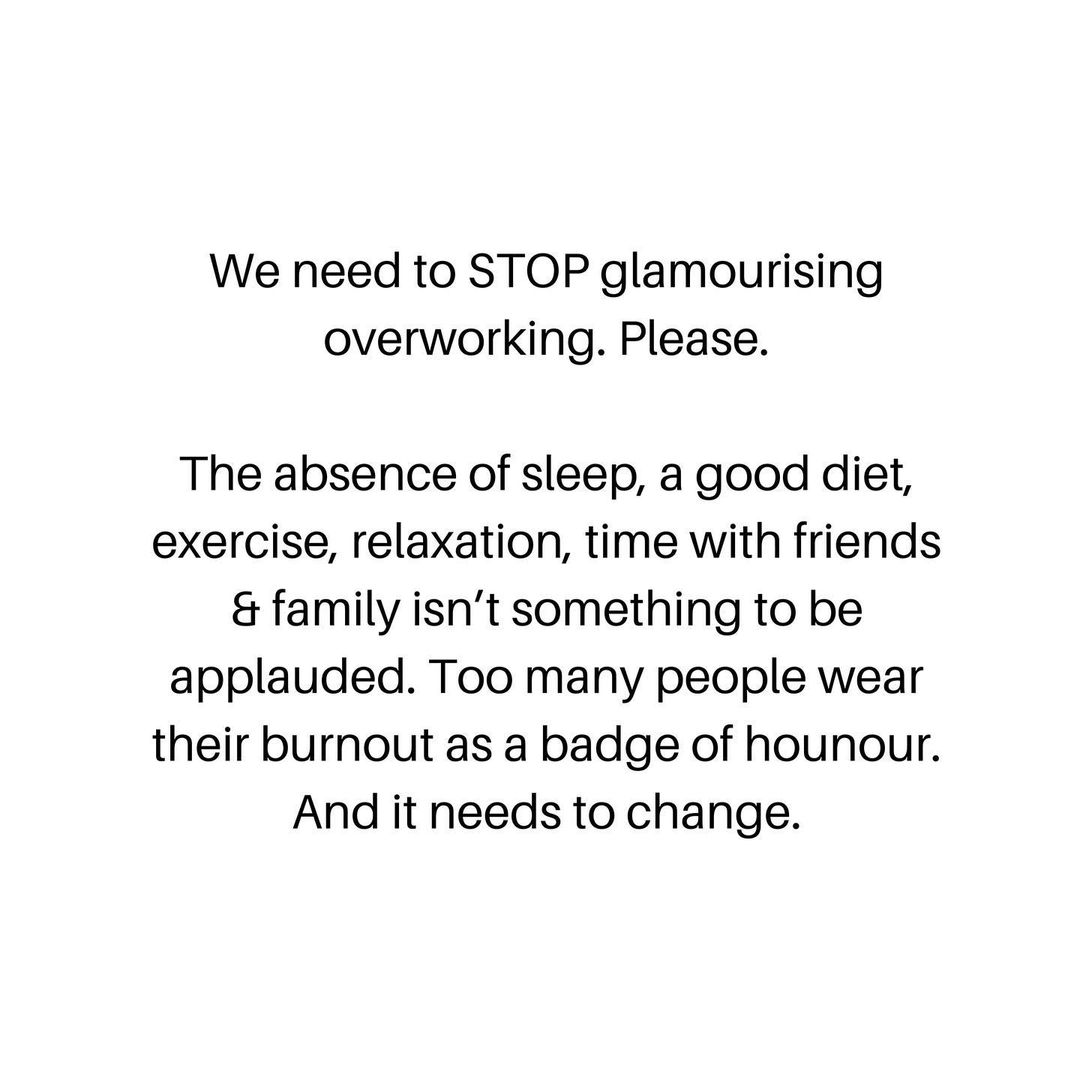 We need to STOP glamourising
overworking. Please.
The absence of sleep, a good diet,
exercise, relaxation, time with friends
& family isn’t something to be
applauded. Too many people wear
their burnout as a badge of hounour.
And it needs to change.